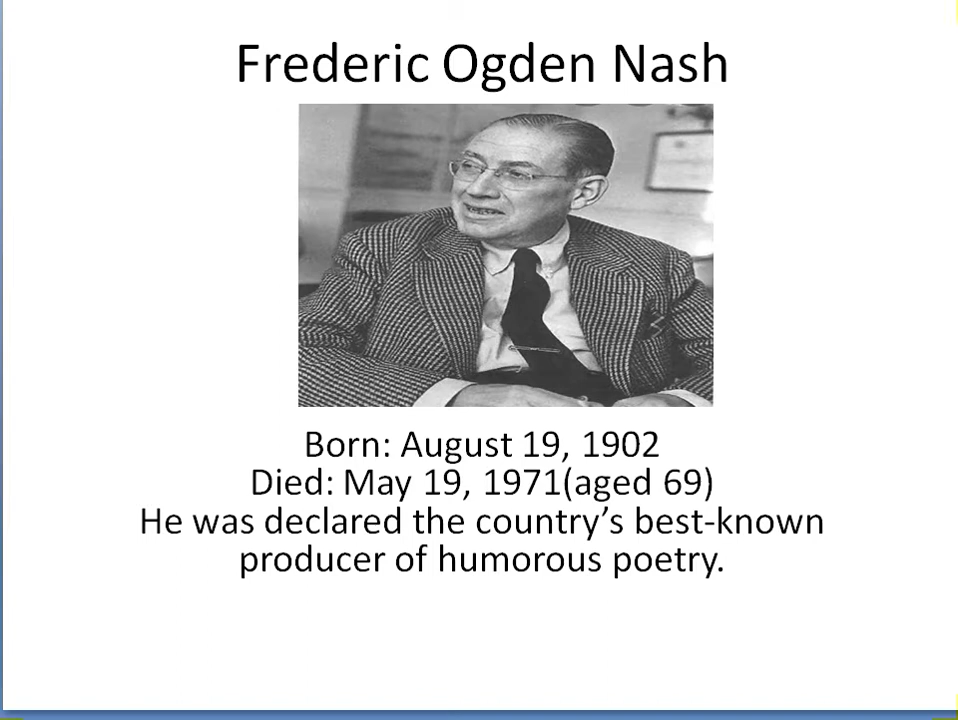 Frederic Ogden Nash
Born: August 19, 1902
Died: May 19, 1971(aged 69)
He was declared the country’s best-known
producer of humorous poetry.